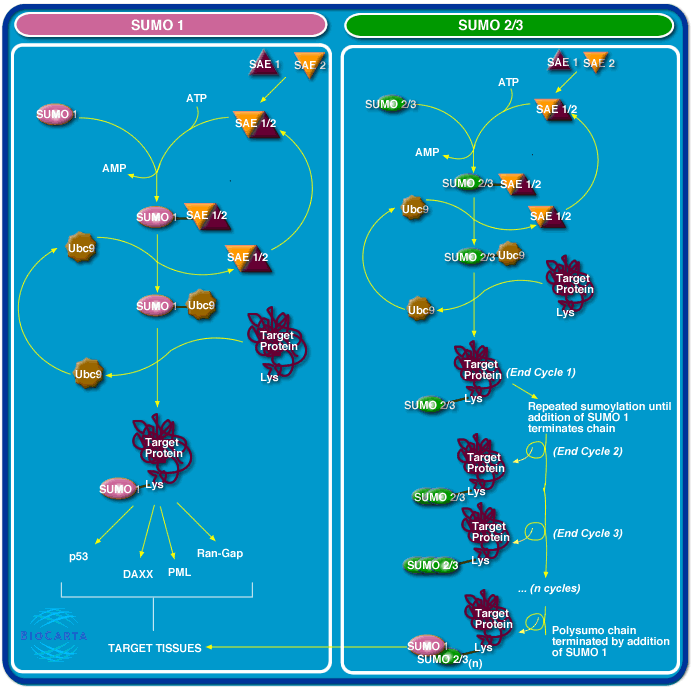 SUMO 1
SAE 1
SAE 2
ATP
SUMO 1
SAE 1/2
AMP
SUMO 1
SAE 1/2
Ubc9
SAE 1/2
SUMO 1
Ubc9
Target
Protein
Lys
Ubc9
Target
Protein
Lys
SUMO 1
p53
DAXX
PML
Ran-Gap
BIOCARTA
TARGET TISSUES
SUMO 2/3
SAE 1
SAE 2
ATP
SUMO 2/3
SAE 1/2
AMP
SUMO 2/3
SAE 1/2
Ubc9
SAE 1/2
SUMO 2/3
Ubc9
Target
Protein
Lys
Ubc9
Target
Protein
Lys
(End Cycle 1)
SUMO 2/3
Repeated sumoylation until
addition of SUMO 1
terminates chain
Target
Protein
Lys
(End Cycle 2)
SUMO 2/3
Target
Protein
Lys
(End Cycle 3)
SUMO 2/3
... (n cycles)
Target
Protein
Lys
SUMO 1
SUMO 2/3
(n)
Polysumo chain
terminated by addition
of SUMO 1